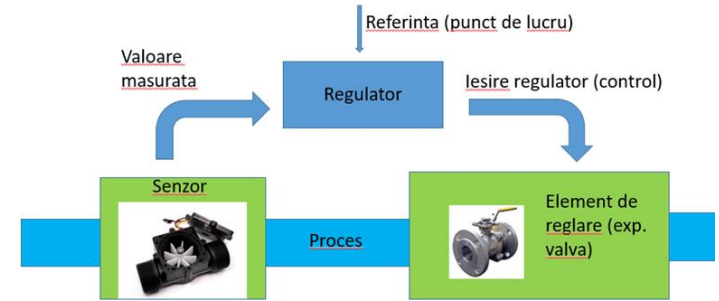 Referinta (punct de lucru)
Valoare
masurata
Regulator
Iesire regulator (control)
Senzor
Element de
reglare (exp.
valva)
Proces